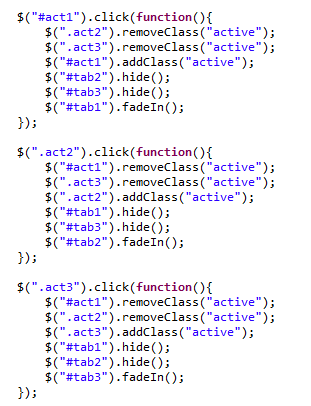 $("#act1").click(function(){
    $(".act2").removeClass("active");
    $(".act3").removeClass("active");
    $("#act1").addClass("active");
    $("#tab2").hide();
    $("#tab3").hide();
    $("#tab1").fadeIn();
});

$(".act2").click(function(){
    $("#act1").removeClass("active");
    $(".act3").removeClass("active");
    $(".act2").addClass("active");
    $("#tab1").hide();
    $("#tab3").hide();
    $("#tab2").fadeIn();
});

$(".act3").click(function(){
    $("#act1").removeClass("active");
    $(".act2").removeClass("active");
    $(".act3").addClass("active");
    $("#tab1").hide();
    $("#tab2").hide();
    $("#tab3").fadeIn();
});